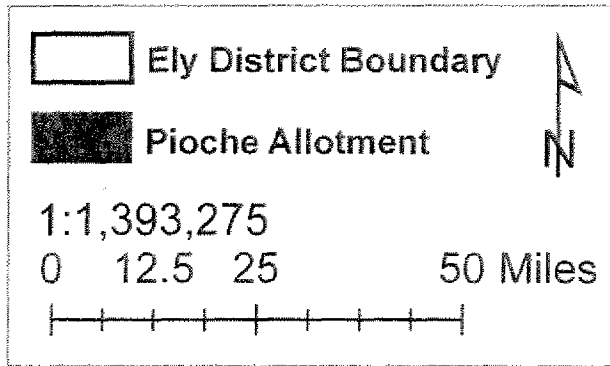 Ely District Boundary
Pioche Allotment
N
1:1,393,275
0 12.5 25 50 Miles